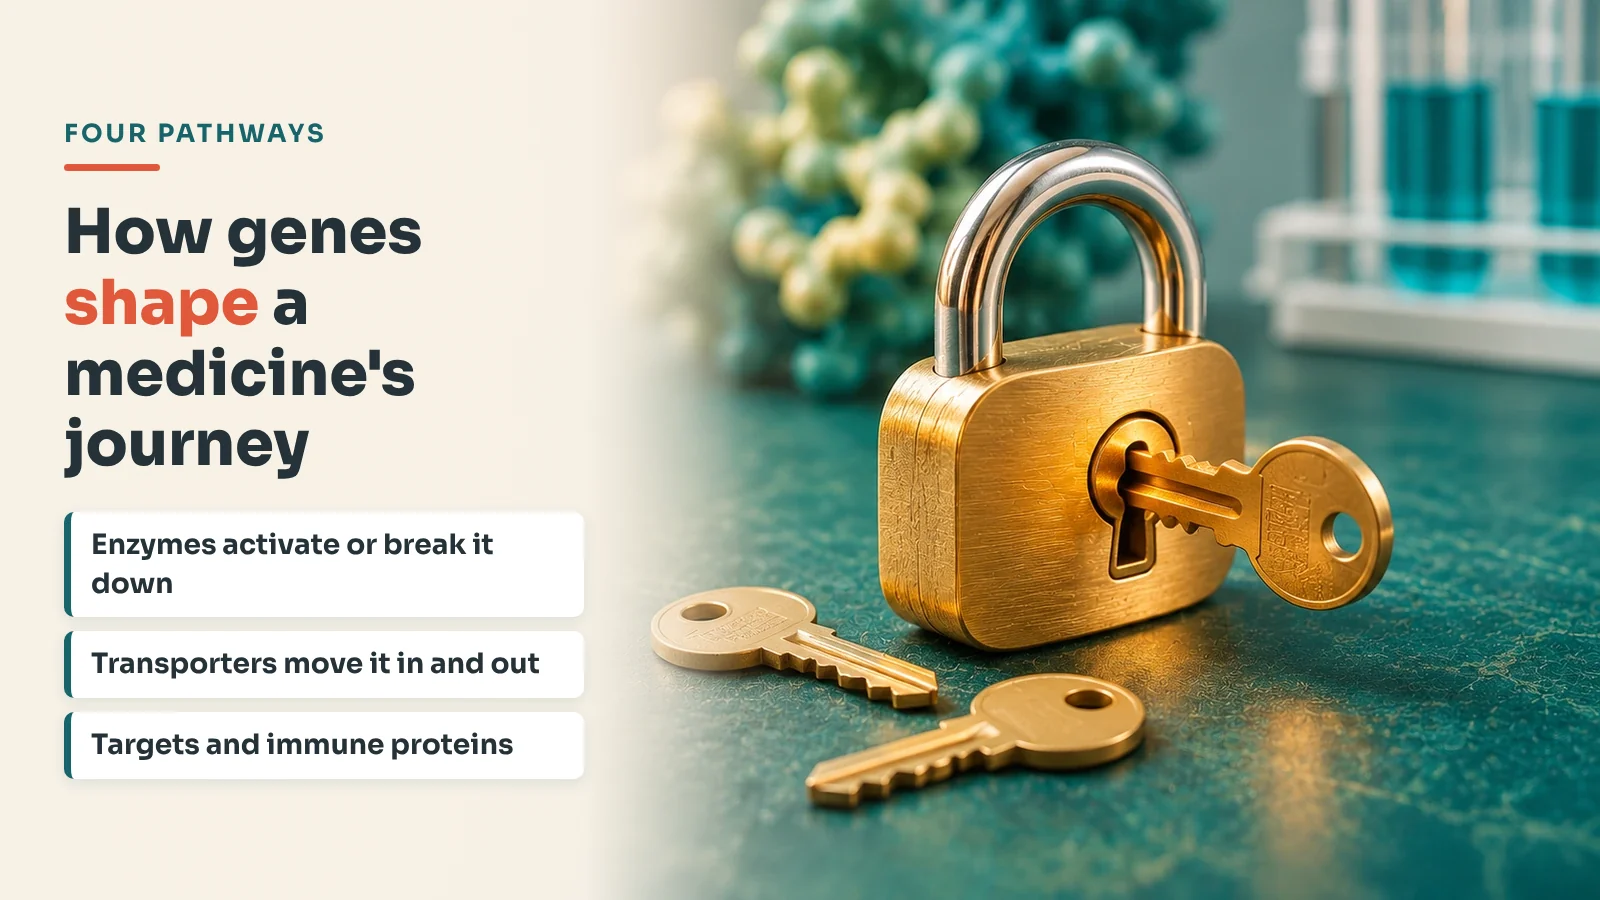 FOUR PATHWAYS
How genes
shape a
medicine's
journey
Enzymes activate or break it
down
Transporters move it in and out
Targets and immune proteins